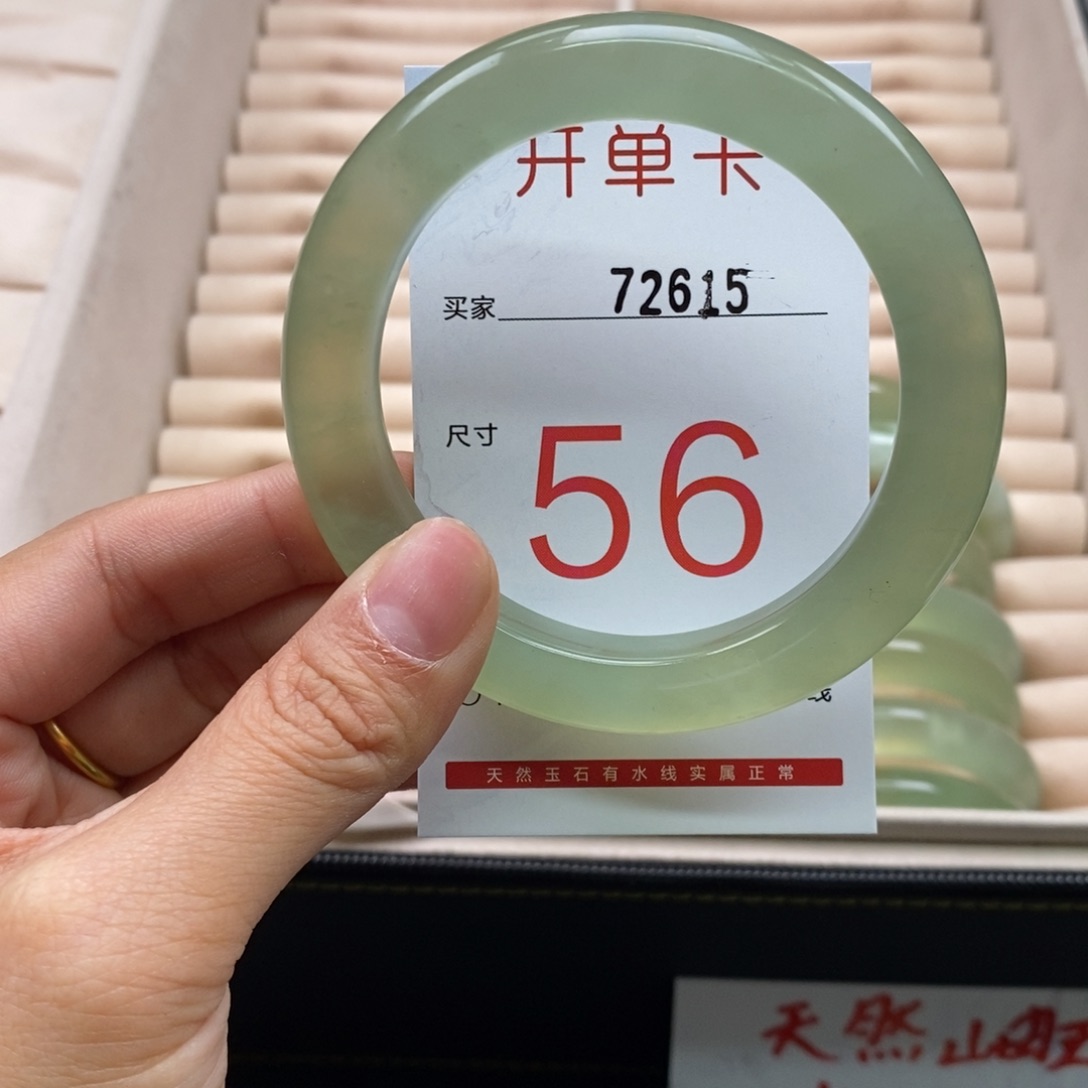 开单卡
买家 72615
尺寸 56
线
天然玉石有水线实属正常
天然